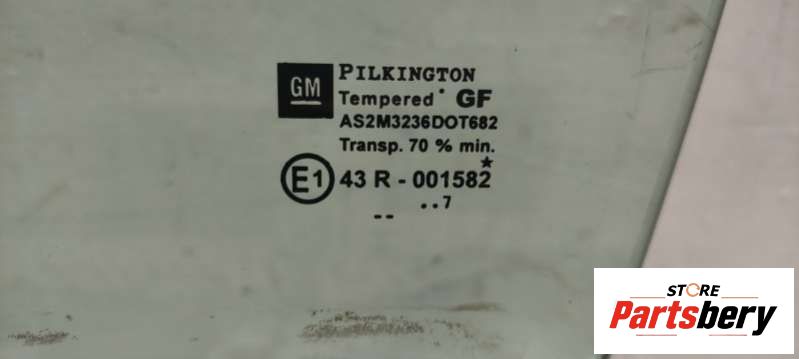 GM PILKINGTON
Tempered • GF
AS2M3236DOT682
Transp. 70 % min.
E1 43 R - 001582*
• • 7
--
STORE
Partsbery